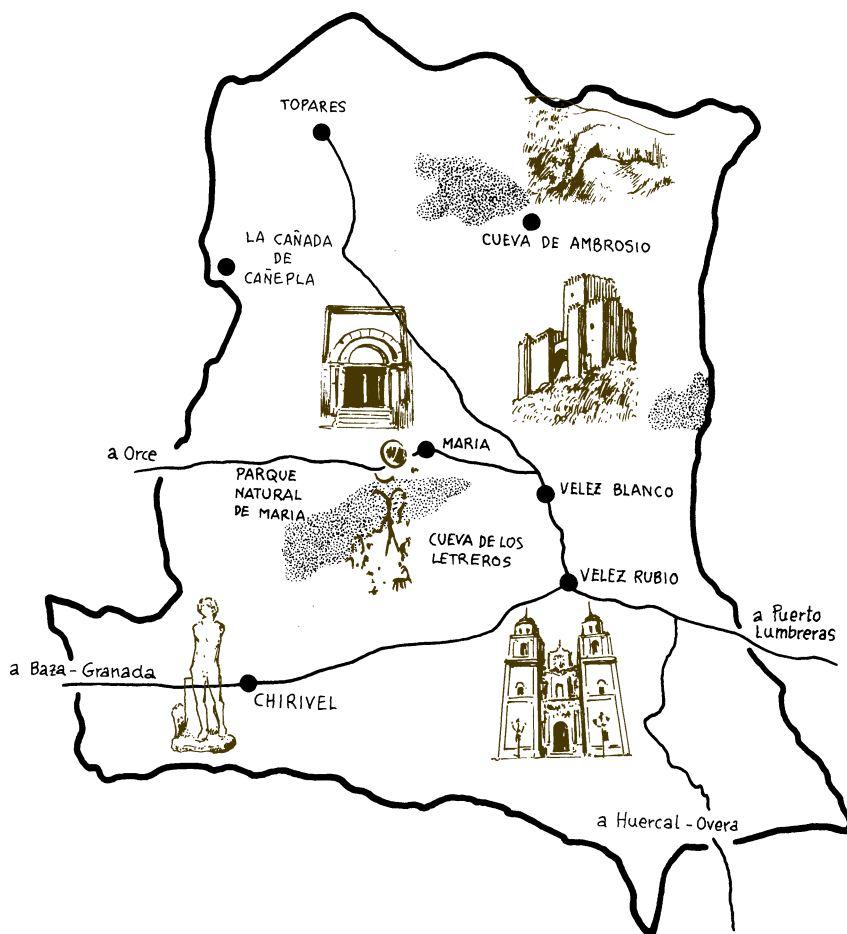 TOPARES
CUEVA DE AMBROSIO
LA CAÑADA
DE
CAÑEPLA
a Orce
MARIA
PARQUE
NATURAL
DE MARIA
VELEZ BLANCO
CUEVA DE LOS
LETREROS
VELEZ RUBIO
a Puerto
Lumbreras
a Baza-Granada
CHIRIVEL
a Huercal-Overa